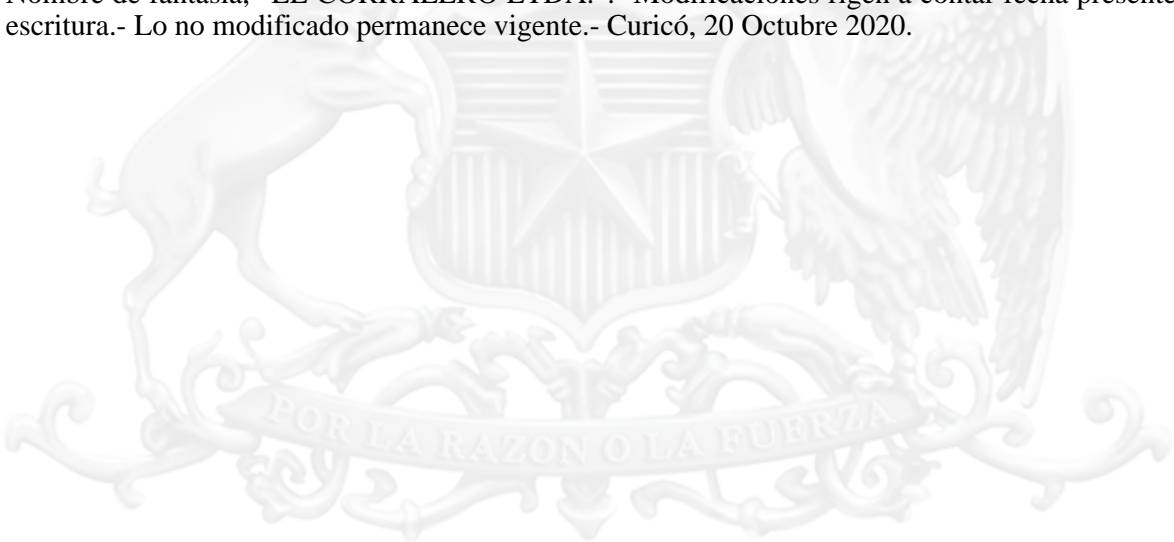 Nombre de fantasía, "EL CORRALERO LTDA.".- Modificaciones rigen a contar fecha presente
escritura.- Lo no modificado permanece vigente.- Curicó, 20 Octubre 2020.
POR LA RAZON O LA FUERZA